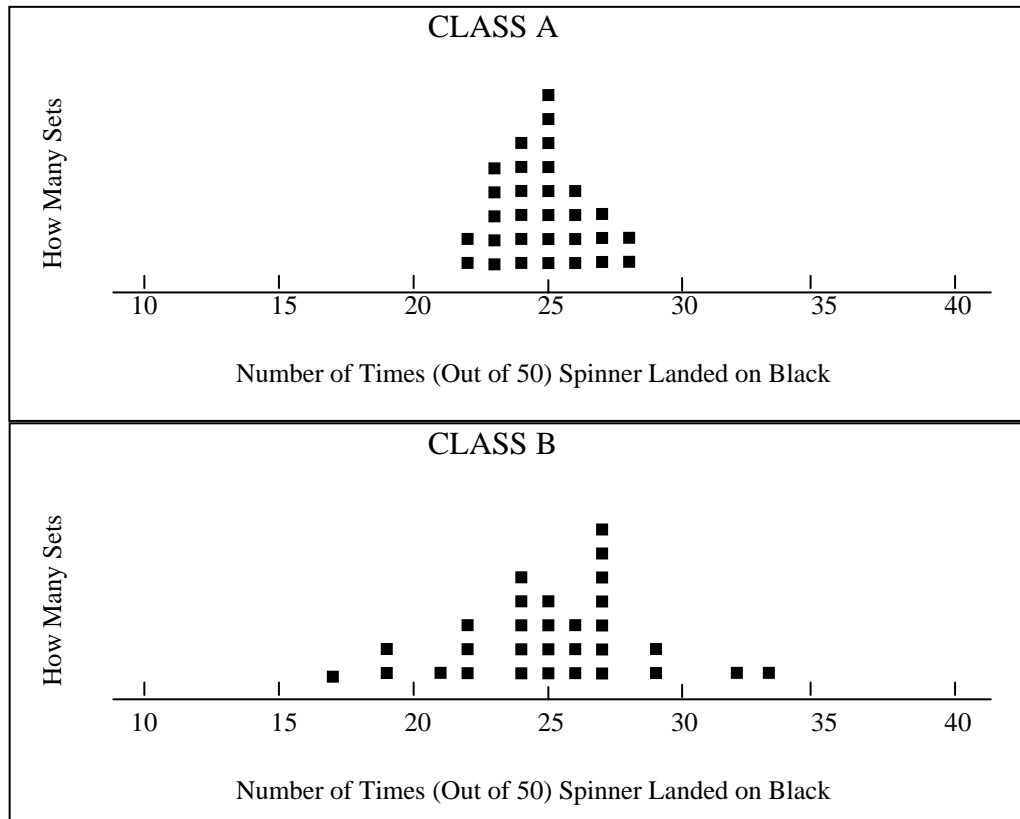 CLASS A
How Many Sets
10 15 20 25 30 35 40
Number of Times (Out of 50) Spinner Landed on Black
CLASS B
How Many Sets
10 15 20 25 30 35 40
Number of Times (Out of 50) Spinner Landed on Black